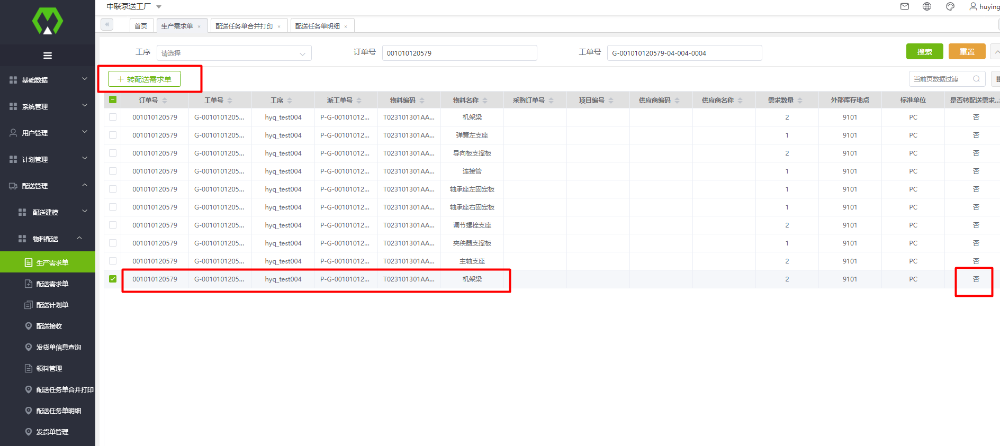 中联泵送工厂
huying
首页
生产需求单 ×
配送任务单合并打印 ×
配送任务单明细 ×
工序 请选择 订单号 001010120579 工单号 G-001010120579-04-004-0004 搜索 重置
+ 转配送需求单 当前页数据过滤
基础数据
系统管理
用户管理
计划管理
配送管理
配送建模
物料配送
生产需求单
配送需求单
配送计划单
配送接收
发货单信息查询
领料管理
配送任务单合并打印
配送任务单明细
发货单管理
订单号 工单号 工序 派工单号 物料编码 物料名称 采购订单号 项目编号 供应商编码 供应商名称 需求数量 外部库存地点 标准单位 是否转配送需求...
001010120579 G-0010101205... hyq_test004 P-G-00101012... T023101301AA... 机架梁 2 9101 PC 否
001010120579 G-0010101205... hyq_test004 P-G-00101012... T023101301AA... 弹簧左支座 1 9101 PC 否
001010120579 G-0010101205... hyq_test004 P-G-00101012... T023101301AA... 导向板支撑板 2 9101 PC 否
001010120579 G-0010101205... hyq_test004 P-G-00101012... T023101301AA... 连接管 1 9101 PC 否
001010120579 G-0010101205... hyq_test004 P-G-00101012... T023101301AA... 轴承座左固定板 1 9101 PC 否
001010120579 G-0010101205... hyq_test004 P-G-00101012... T023101301AA... 轴承座右固定板 1 9101 PC 否
001010120579 G-0010101205... hyq_test004 P-G-00101012... T023101301AA... 调节螺栓支座 2 9101 PC 否
001010120579 G-0010101205... hyq_test004 P-G-00101012... T023101301AA... 夹秧器支撑板 1 9101 PC 否
001010120579 G-0010101205... hyq_test004 P-G-00101012... T023101301AA... 主轴支座 2 9101 PC 否
001010120579 G-0010101205... hyq_test004 P-G-00101012... T023101301AA... 机架梁 2 9101 PC 否